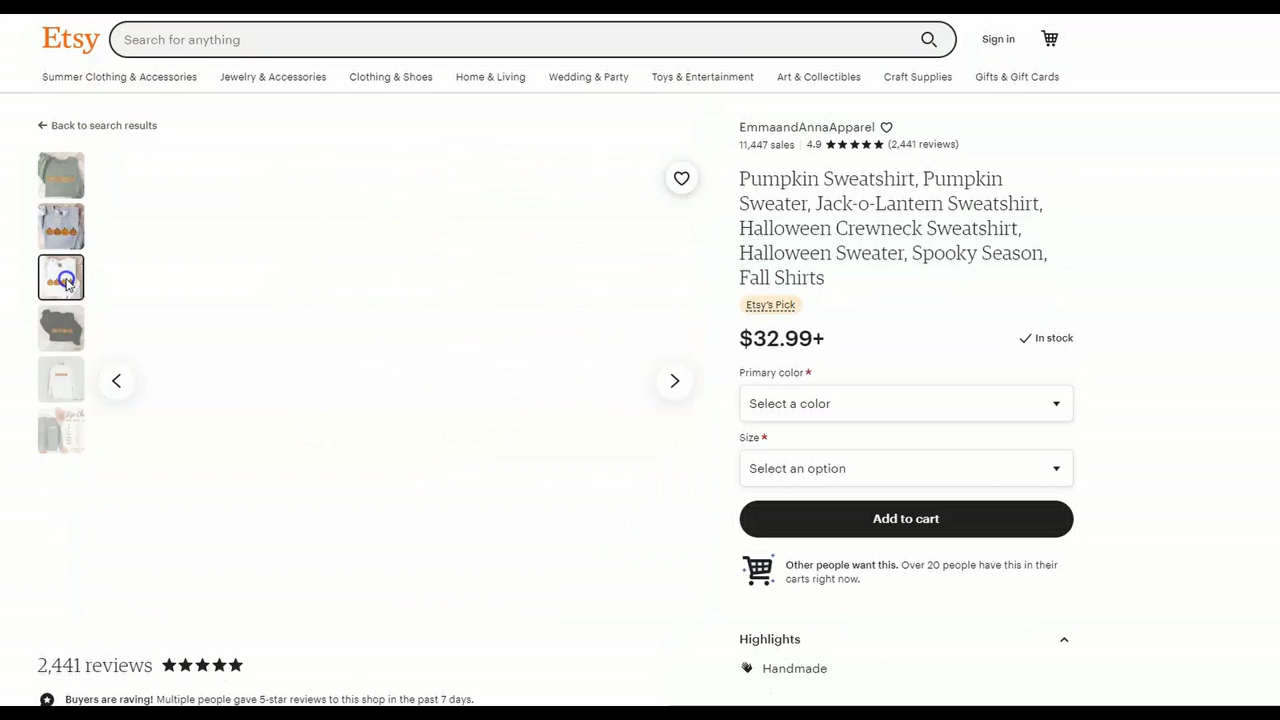 Etsy
Search for anything
Sign in
Summer Clothing & Accessories
Jewelry & Accessories
Clothing & Shoes
Home & Living
Wedding & Party
Toys & Entertainment
Art & Collectibles
Craft Supplies
Gifts & Gift Cards
Back to search results
EmmaandAnnaApparel
11,447 sales | 4.9 (2,441 reviews)
Pumpkin Sweatshirt, Pumpkin
Sweater, Jack-o-Lantern Sweatshirt,
Halloween Crewneck Sweatshirt,
Halloween Sweater, Spooky Season,
Fall Shirts
Etsy's Pick
$32.99+
In stock
Primary color *
Select a color
Size *
Select an option
Add to cart
Other people want this. Over 20 people have this in their
carts right now.
Highlights
Handmade
2,441 reviews
Buyers are raving! Multiple people gave 5-star reviews to this shop in the past 7 days.